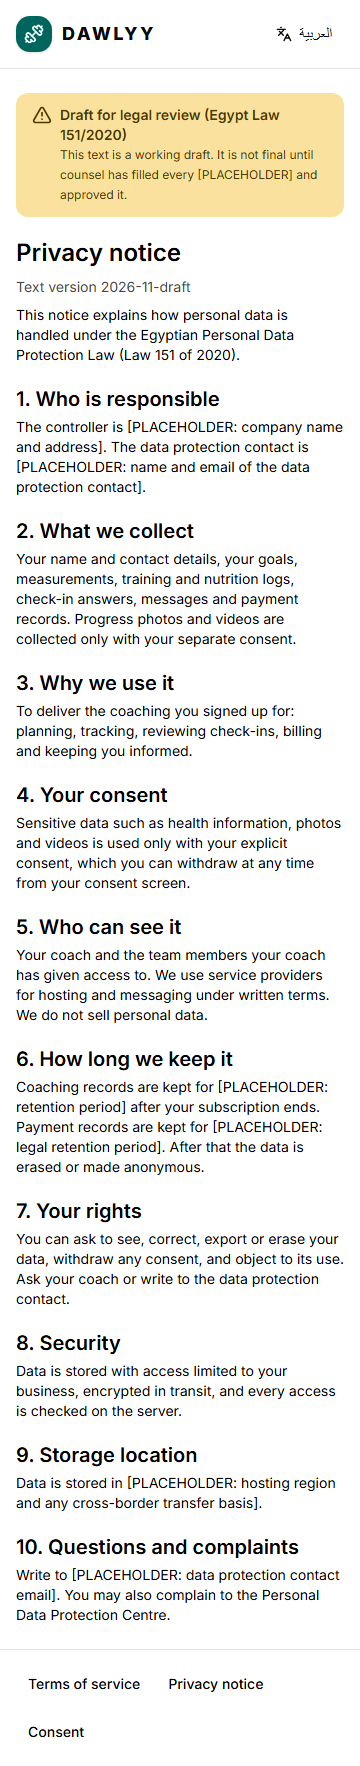 DAWLYY
العربية
Draft for legal review (Egypt Law
151/2020)
This text is a working draft. It is not final until
counsel has filled every [PLACEHOLDER] and
approved it.
Privacy notice
Text version 2026-11-draft
This notice explains how personal data is
handled under the Egyptian Personal Data
Protection Law (Law 151 of 2020).
1. Who is responsible
The controller is [PLACEHOLDER: company name
and address]. The data protection contact is
[PLACEHOLDER: name and email of the data
protection contact].
2. What we collect
Your name and contact details, your goals,
measurements, training and nutrition logs,
check-in answers, messages and payment
records. Progress photos and videos are
collected only with your separate consent.
3. Why we use it
To deliver the coaching you signed up for:
planning, tracking, reviewing check-ins, billing
and keeping you informed.
4. Your consent
Sensitive data such as health information, photos
and videos is used only with your explicit
consent, which you can withdraw at any time
from your consent screen.
5. Who can see it
Your coach and the team members your coach
has given access to. We use service providers
for hosting and messaging under written terms.
We do not sell personal data.
6. How long we keep it
Coaching records are kept for [PLACEHOLDER:
retention period] after your subscription ends.
Payment records are kept for [PLACEHOLDER:
legal retention period]. After that the data is
erased or made anonymous.
7. Your rights
You can ask to see, correct, export or erase your
data, withdraw any consent, and object to its use.
Ask your coach or write to the data protection
contact.
8. Security
Data is stored with access limited to your
business, encrypted in transit, and every access
is checked on the server.
9. Storage location
Data is stored in [PLACEHOLDER: hosting region
and any cross-border transfer basis].
10. Questions and complaints
Write to [PLACEHOLDER: data protection contact
email]. You may also complain to the Personal
Data Protection Centre.
Terms of service
Privacy notice
Consent